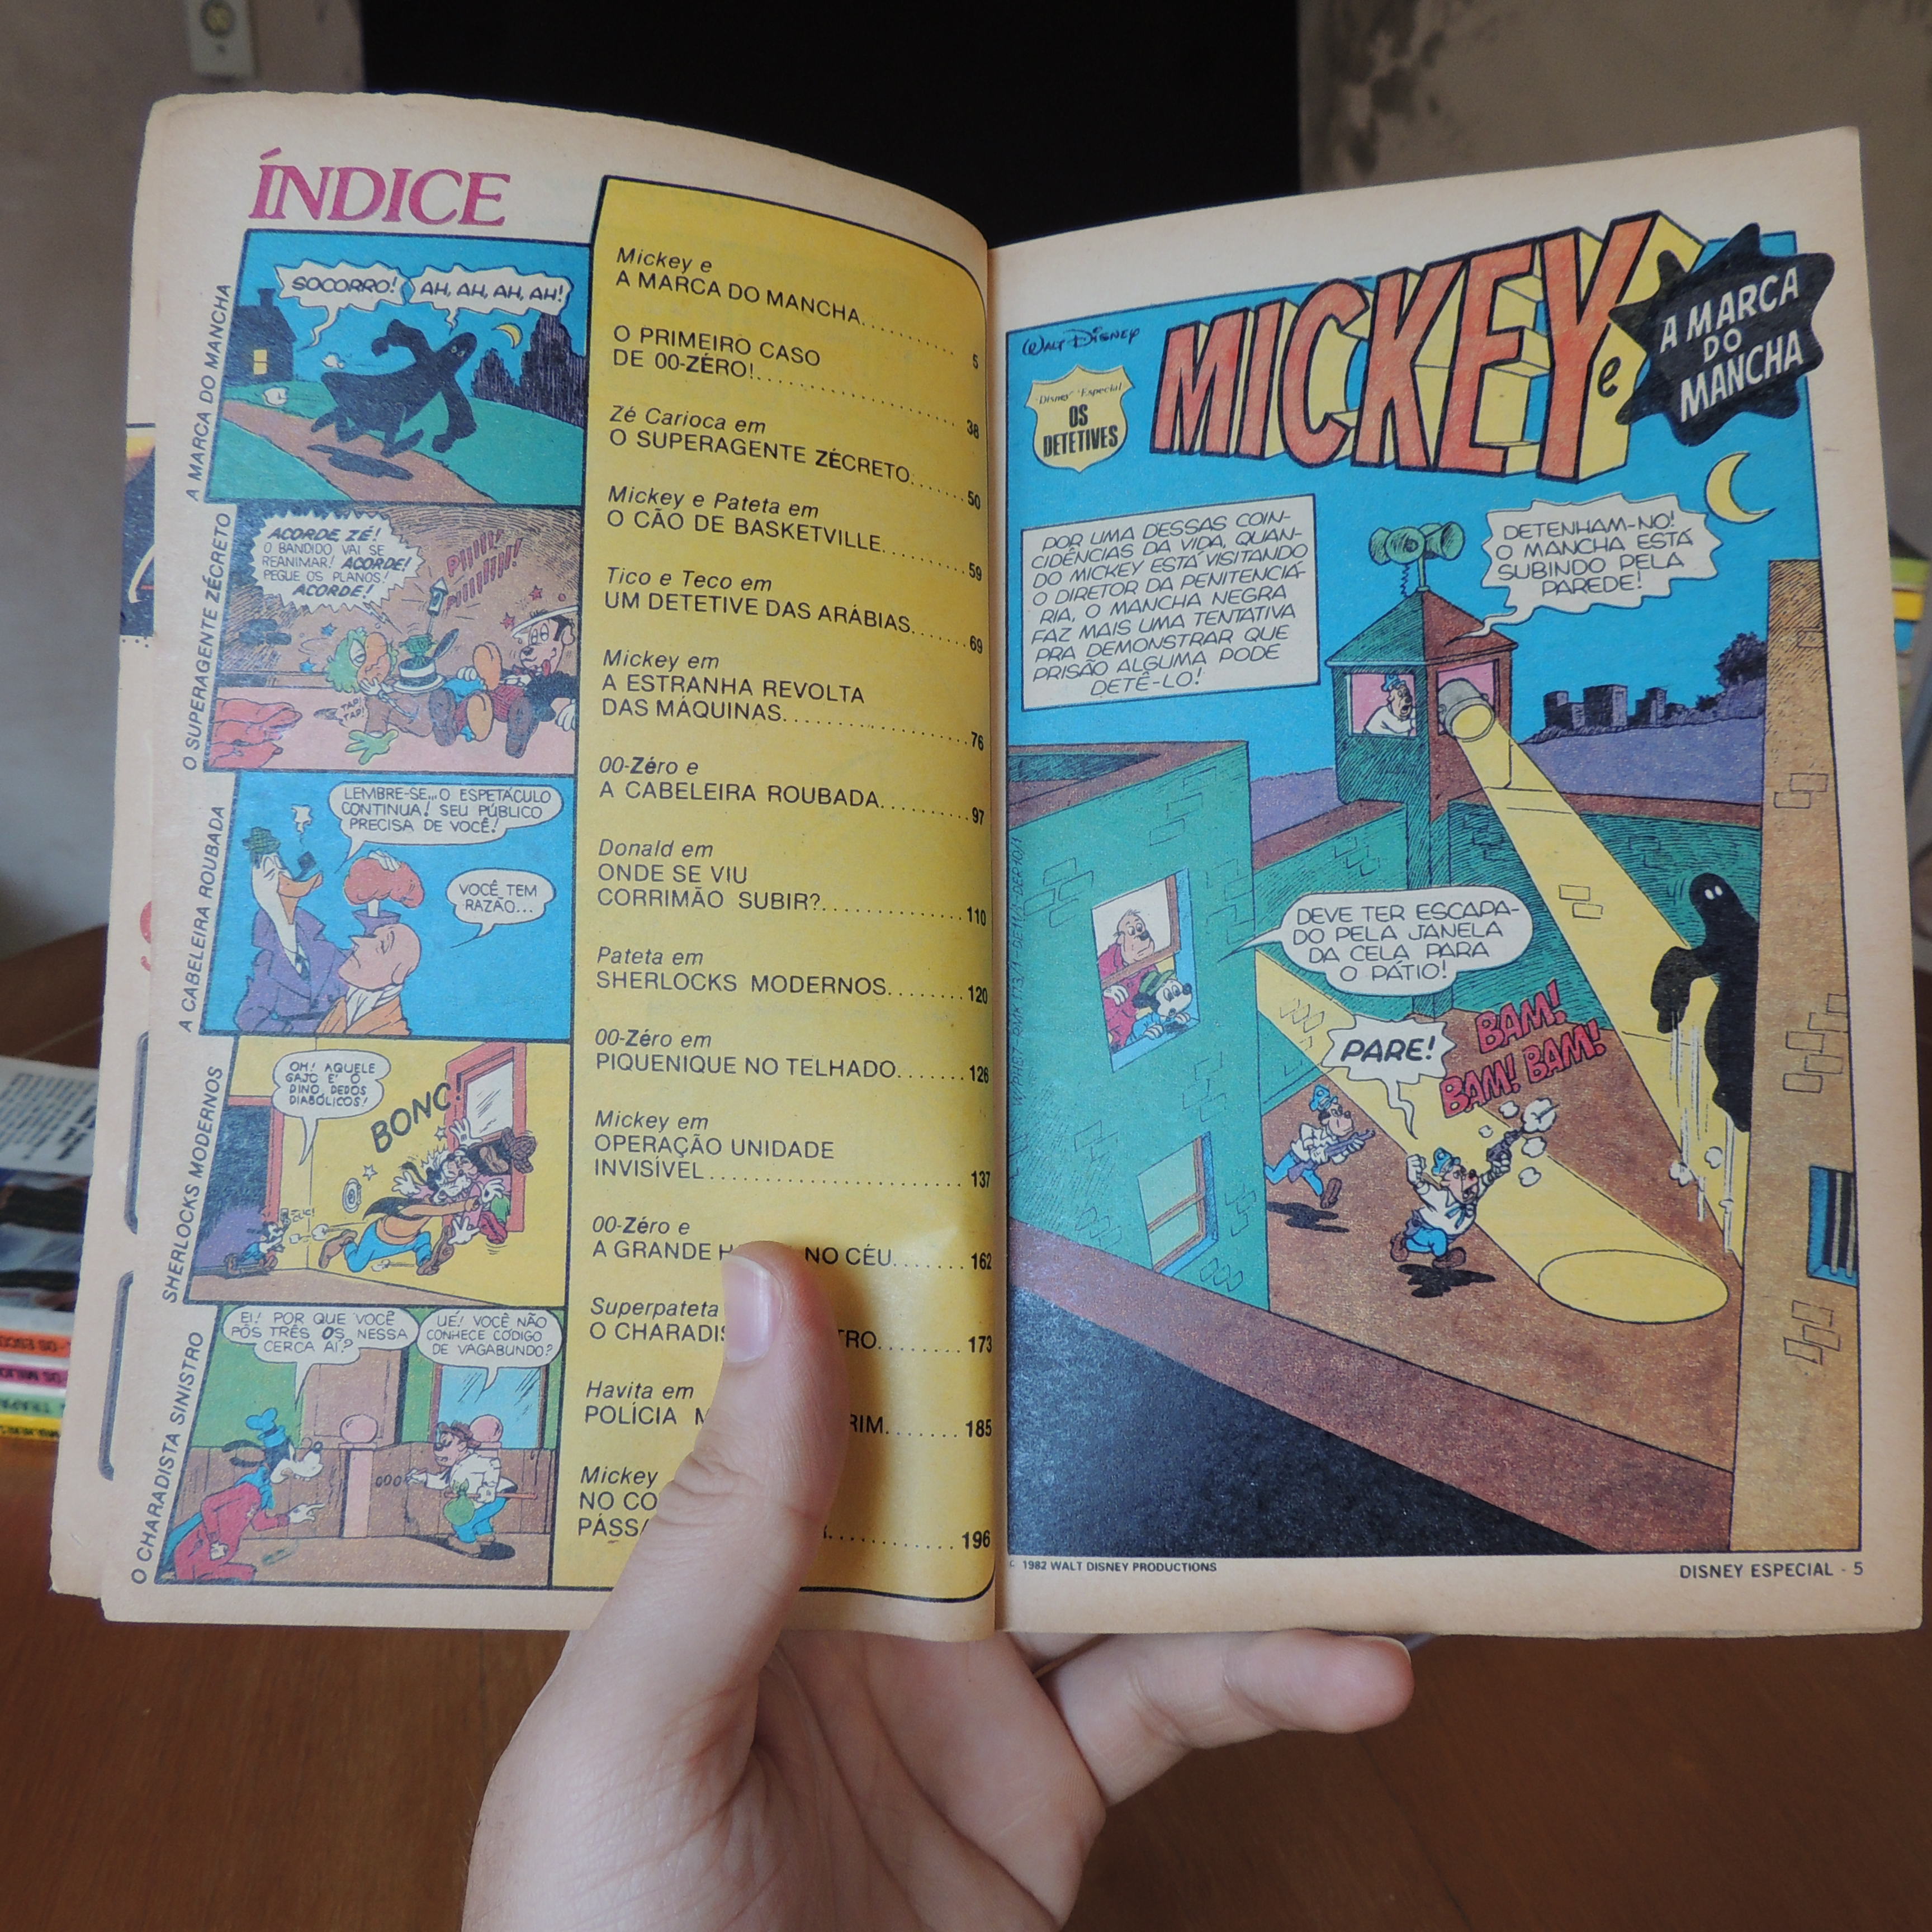 ÍNDICE
A MARCA DO MANCHA
SOCORRO!
AH, AH, AH, AH!
O SUPERAGENTE ZÉCRETO
ACORDE, ZÉ!
O BANDIDO VAI SE
REANIMAR! ACORDE!
PEGUE OS PLANOS!
ACORDE!
TAP!
TAP!
A CABELEIRA ROUBADA
LEMBRE-SE... O ESPETÁCULO
CONTINUA! SEU PÚBLICO
PRECISA DE VOCÊ!
VOCÊ TEM
RAZÃO...
SHERLOCKS MODERNOS
OH! AQUELE
GAJO É O
DINO, DEDOS
DIABÓLICOS!
BONC!
O CHARADISTA SINISTRO
EI! POR QUE VOCÊ
PÔS TRÊS OS, NESSA
CERCA AÍ?
UÉ! VOCÊ NÃO
CONHECE CÓDIGO
DE VAGABUNDO?
OOO
Mickey e
A MARCA DO MANCHA.......... 5
O PRIMEIRO CASO
DE 00-ZÉRO!.................... 38
Zé Carioca em
O SUPERAGENTE ZÉCRETO....... 50
Mickey e Pateta em
O CÃO DE BASKETVILLE......... 59
Tico e Teco em
UM DETETIVE DAS ARÁBIAS...... 69
Mickey em
A ESTRANHA REVOLTA
DAS MÁQUINAS.................. 76
00-Zéro e
A CABELEIRA ROUBADA......... 97
Donald em
ONDE SE VIU
CORRIMÃO SUBIR?............. 110
Pateta em
SHERLOCKS MODERNOS........ 120
00-Zéro em
PIQUENIQUE NO TELHADO....... 126
Mickey em
OPERAÇÃO UNIDADE
INVISÍVEL........................ 137
00-Zéro e
A GRANDE NO CÉU........ 162
Superpateta
O ......... 173
Havita em
POLÍCIA ....... 185
Mickey
NO
........... 196
WALT DISNEY
MICKEY e
A MARCA
DO
MANCHA
Disney Especial
OS
DETETIVES
POR UMA DESSAS COIN-
CIDÊNCIAS DA VIDA, QUAN-
DO MICKEY ESTÁ VISITANDO
O DIRETOR DA PENITENCIÁ-
RIA, O MANCHA NEGRA
FAZ MAIS UMA TENTATIVA
PRA DEMONSTRAR QUE
PRISÃO ALGUMA PODE
DETÊ-LO!
DETENHAM-NO!
O MANCHA ESTÁ
SUBINDO PELA
PAREDE!
DEVE TER ESCAPA-
DO PELA JANELA
DA CELA PARA
O PÁTIO!
PARE!
BAM!
BAM! BAM!
1982 WALT DISNEY PRODUCTIONS
DISNEY ESPECIAL - 5